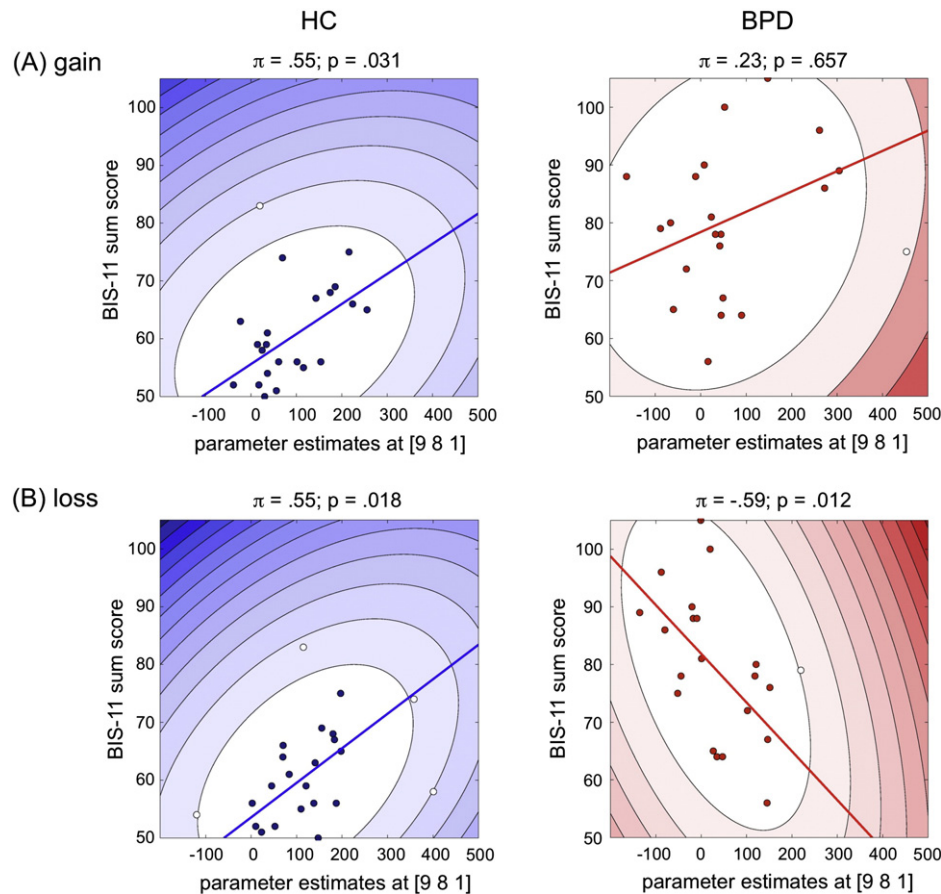 HC
BPD
(A) gain
π = .55; p = .031
π = .23; p = .657
BIS-11 sum score
100
90
80
70
60
50
-100 0 100 200 300 400 500
parameter estimates at [9 8 1]
BIS-11 sum score
100
90
80
70
60
50
-100 0 100 200 300 400 500
parameter estimates at [9 8 1]
(B) loss
π = .55; p = .018
π = -.59; p = .012
BIS-11 sum score
100
90
80
70
60
50
-100 0 100 200 300 400 500
parameter estimates at [9 8 1]
BIS-11 sum score
100
90
80
70
60
50
-100 0 100 200 300 400 500
parameter estimates at [9 8 1]